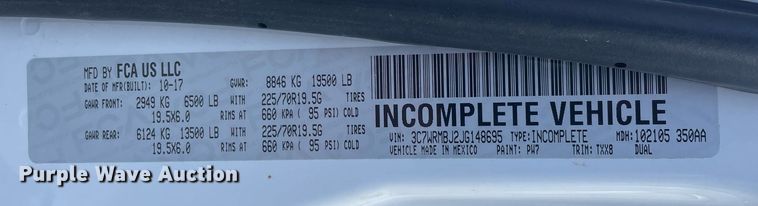 MFD BY FCA US LLC
DATE OF MFR(BUILT): 10-17 GVWR: 8846 KG 19500 LB
GAWR FRONT: 2949 KG 6500 LB WITH 225/70R19.5G TIRES
19.5X6.0 RIMS AT 660 KPA ( 95 PSI) COLD
GAWR REAR: 6124 KG 13500 LB WITH 225/70R19.5G TIRES
19.5X6.0 RIMS AT 660 KPA ( 95 PSI) COLD
INCOMPLETE VEHICLE
VIN: 3C7WRMBJ2JG148695 TYPE: INCOMPLETE MDH: 102105 350AA
VEHICLE MADE IN MEXICO PAINT: PW7 TRIM: TXX8 DUAL
Purple Wave Auction
Purple Wave Auction